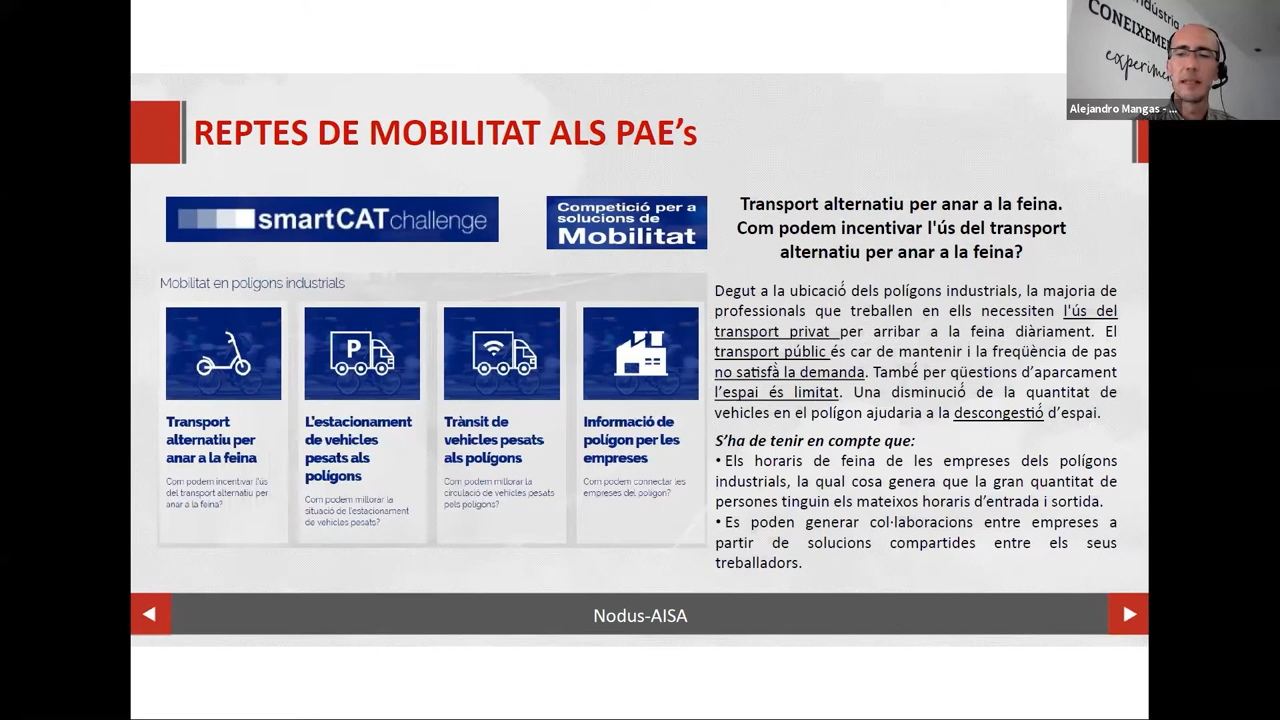 REPTES DE MOBILITAT ALS PAE's
smartCATchallenge
Competició per a
solucions de
Mobilitat
Mobilitat en polígons industrials
Transport
alternatiu per
anar a la feina
Com podem incentivar l'ús
del transport alternatiu per
anar a la feina?
L'estacionament
de vehicles
pesats als
polígons
Com podem millorar la
situació de l'estacionament
de vehicles pesats?
Trànsit de
vehicles pesats
als polígons
Com podem millorar la
circulació de vehicles pesats
pels polígons?
Informació de
polígon per les
empreses
Com podem connectar les
empreses del polígon?
Transport alternatiu per anar a la feina.
Com podem incentivar l'ús del transport
alternatiu per anar a la feina?
Degut a la ubicació dels polígons industrials, la majoria de
professionals que treballen en ells necessiten l'ús del
transport privat per arribar a la feina diàriament. El
transport públic és car de mantenir i la freqüència de pas
no satisfà la demanda. També per qüestions d'aparcament
l'espai és limitat. Una disminució de la quantitat de
vehicles en el polígon ajudaria a la descongestió d'espai.
S'ha de tenir en compte que:
• Els horaris de feina de les empreses dels polígons
industrials, la qual cosa genera que la gran quantitat de
persones tinguin els mateixos horaris d'entrada i sortida.
• Es poden generar col·laboracions entre empreses a
partir de solucions compartides entre els seus
treballadors.
Nodus-AISA
CONEIXEME
experime
Alejandro Mangas - ...